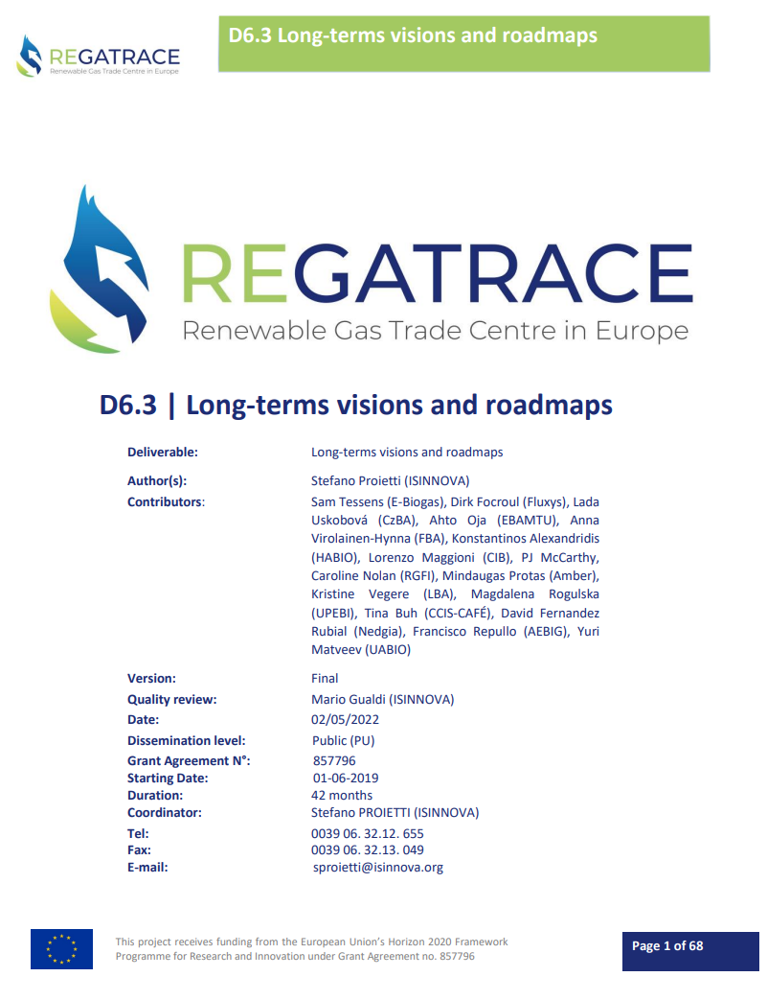 REGATRACE
Renewable Gas Trade Centre in Europe
D6.3 Long-terms visions and roadmaps
REGATRACE
Renewable Gas Trade Centre in Europe
D6.3 | Long-terms visions and roadmaps
Deliverable: Long-terms visions and roadmaps
Author(s): Stefano Proietti (ISINNOVA)
Contributors: Sam Tessens (E-Biogas), Dirk Focroul (Fluxys), Lada
Uskobová (CzBA), Ahto Oja (EBAMTU), Anna
Virolainen-Hynna (FBA), Konstantinos Alexandridis
(HABIO), Lorenzo Maggioni (CIB), PJ McCarthy,
Caroline Nolan (RGFI), Mindaugas Protas (Amber),
Kristine Vegere (LBA), Magdalena Rogulska
(UPEBI), Tina Buh (CCIS-CAFÉ), David Fernandez
Rubial (Nedgia), Francisco Repullo (AEBIG), Yuri
Matveev (UABIO)
Version: Final
Quality review: Mario Gualdi (ISINNOVA)
Date: 02/05/2022
Dissemination level: Public (PU)
Grant Agreement N°: 857796
Starting Date: 01-06-2019
Duration: 42 months
Coordinator: Stefano PROIETTI (ISINNOVA)
Tel: 0039 06. 32.12. 655
Fax: 0039 06. 32.13. 049
E-mail: sproietti@isinnova.org
This project receives funding from the European Union's Horizon 2020 Framework
Programme for Research and Innovation under Grant Agreement no. 857796
Page 1 of 68